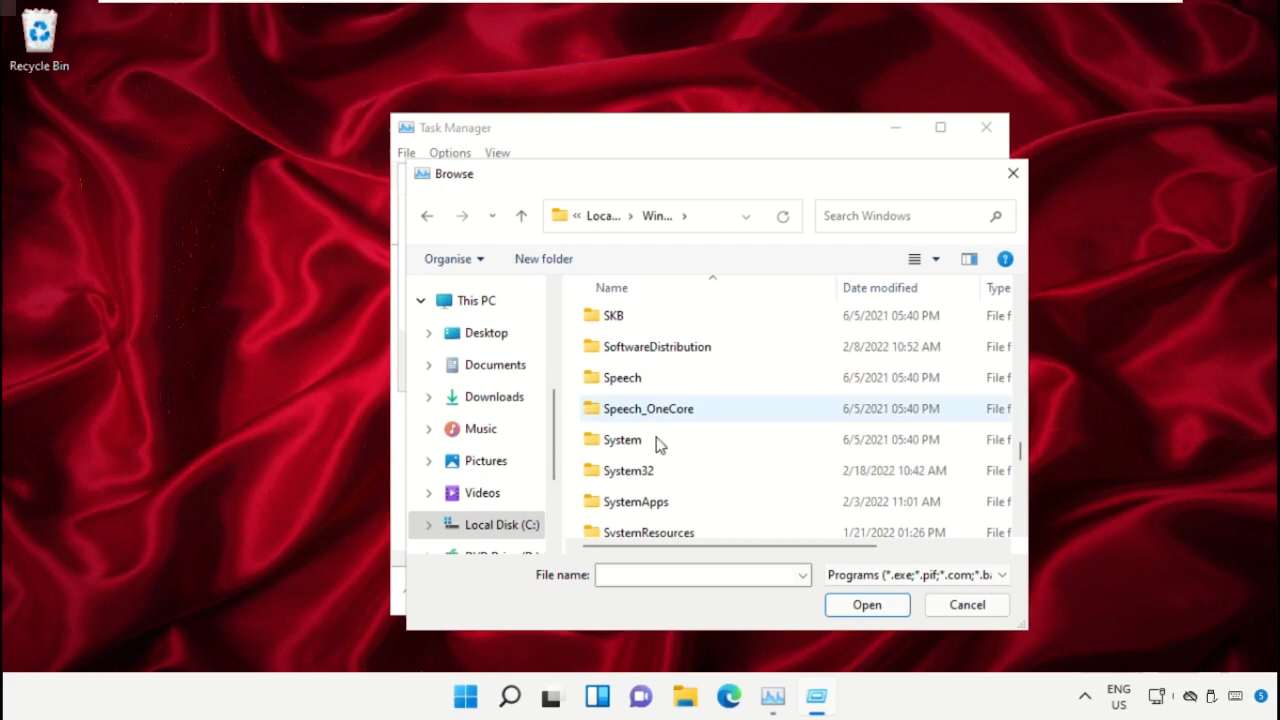 Recycle Bin
Task Manager
File Options View
Browse
« Loca... › Win... ›
Search Windows
Organise New folder
Name Date modified Type
This PC
Desktop
Documents
Downloads
Music
Pictures
Videos
Local Disk (C:)
SKB 6/5/2021 05:40 PM File f
SoftwareDistribution 2/8/2022 10:52 AM File f
Speech 6/5/2021 05:40 PM File f
Speech_OneCore 6/5/2021 05:40 PM File f
System 6/5/2021 05:40 PM File f
System32 2/18/2022 10:42 AM File f
SystemApps 2/3/2022 11:01 AM File f
SystemResources 1/21/2022 01:26 PM File f
File name: Programs (*.exe;*.pif;*.com;*.ba
Open Cancel
ENG
US
5